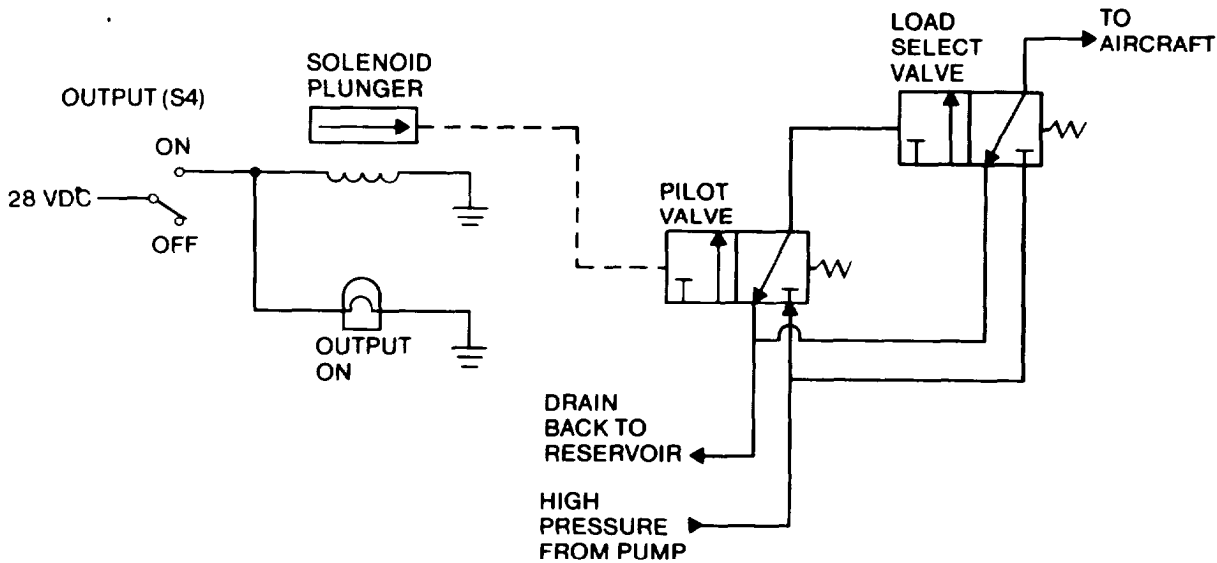 LOAD
SELECT
VALVE
TO
AIRCRAFT
SOLENOID
PLUNGER
OUTPUT (S4)
ON
28 VDC
OFF
PILOT
VALVE
OUTPUT
ON
DRAIN
BACK TO
RESERVOIR
HIGH
PRESSURE
FROM PUMP